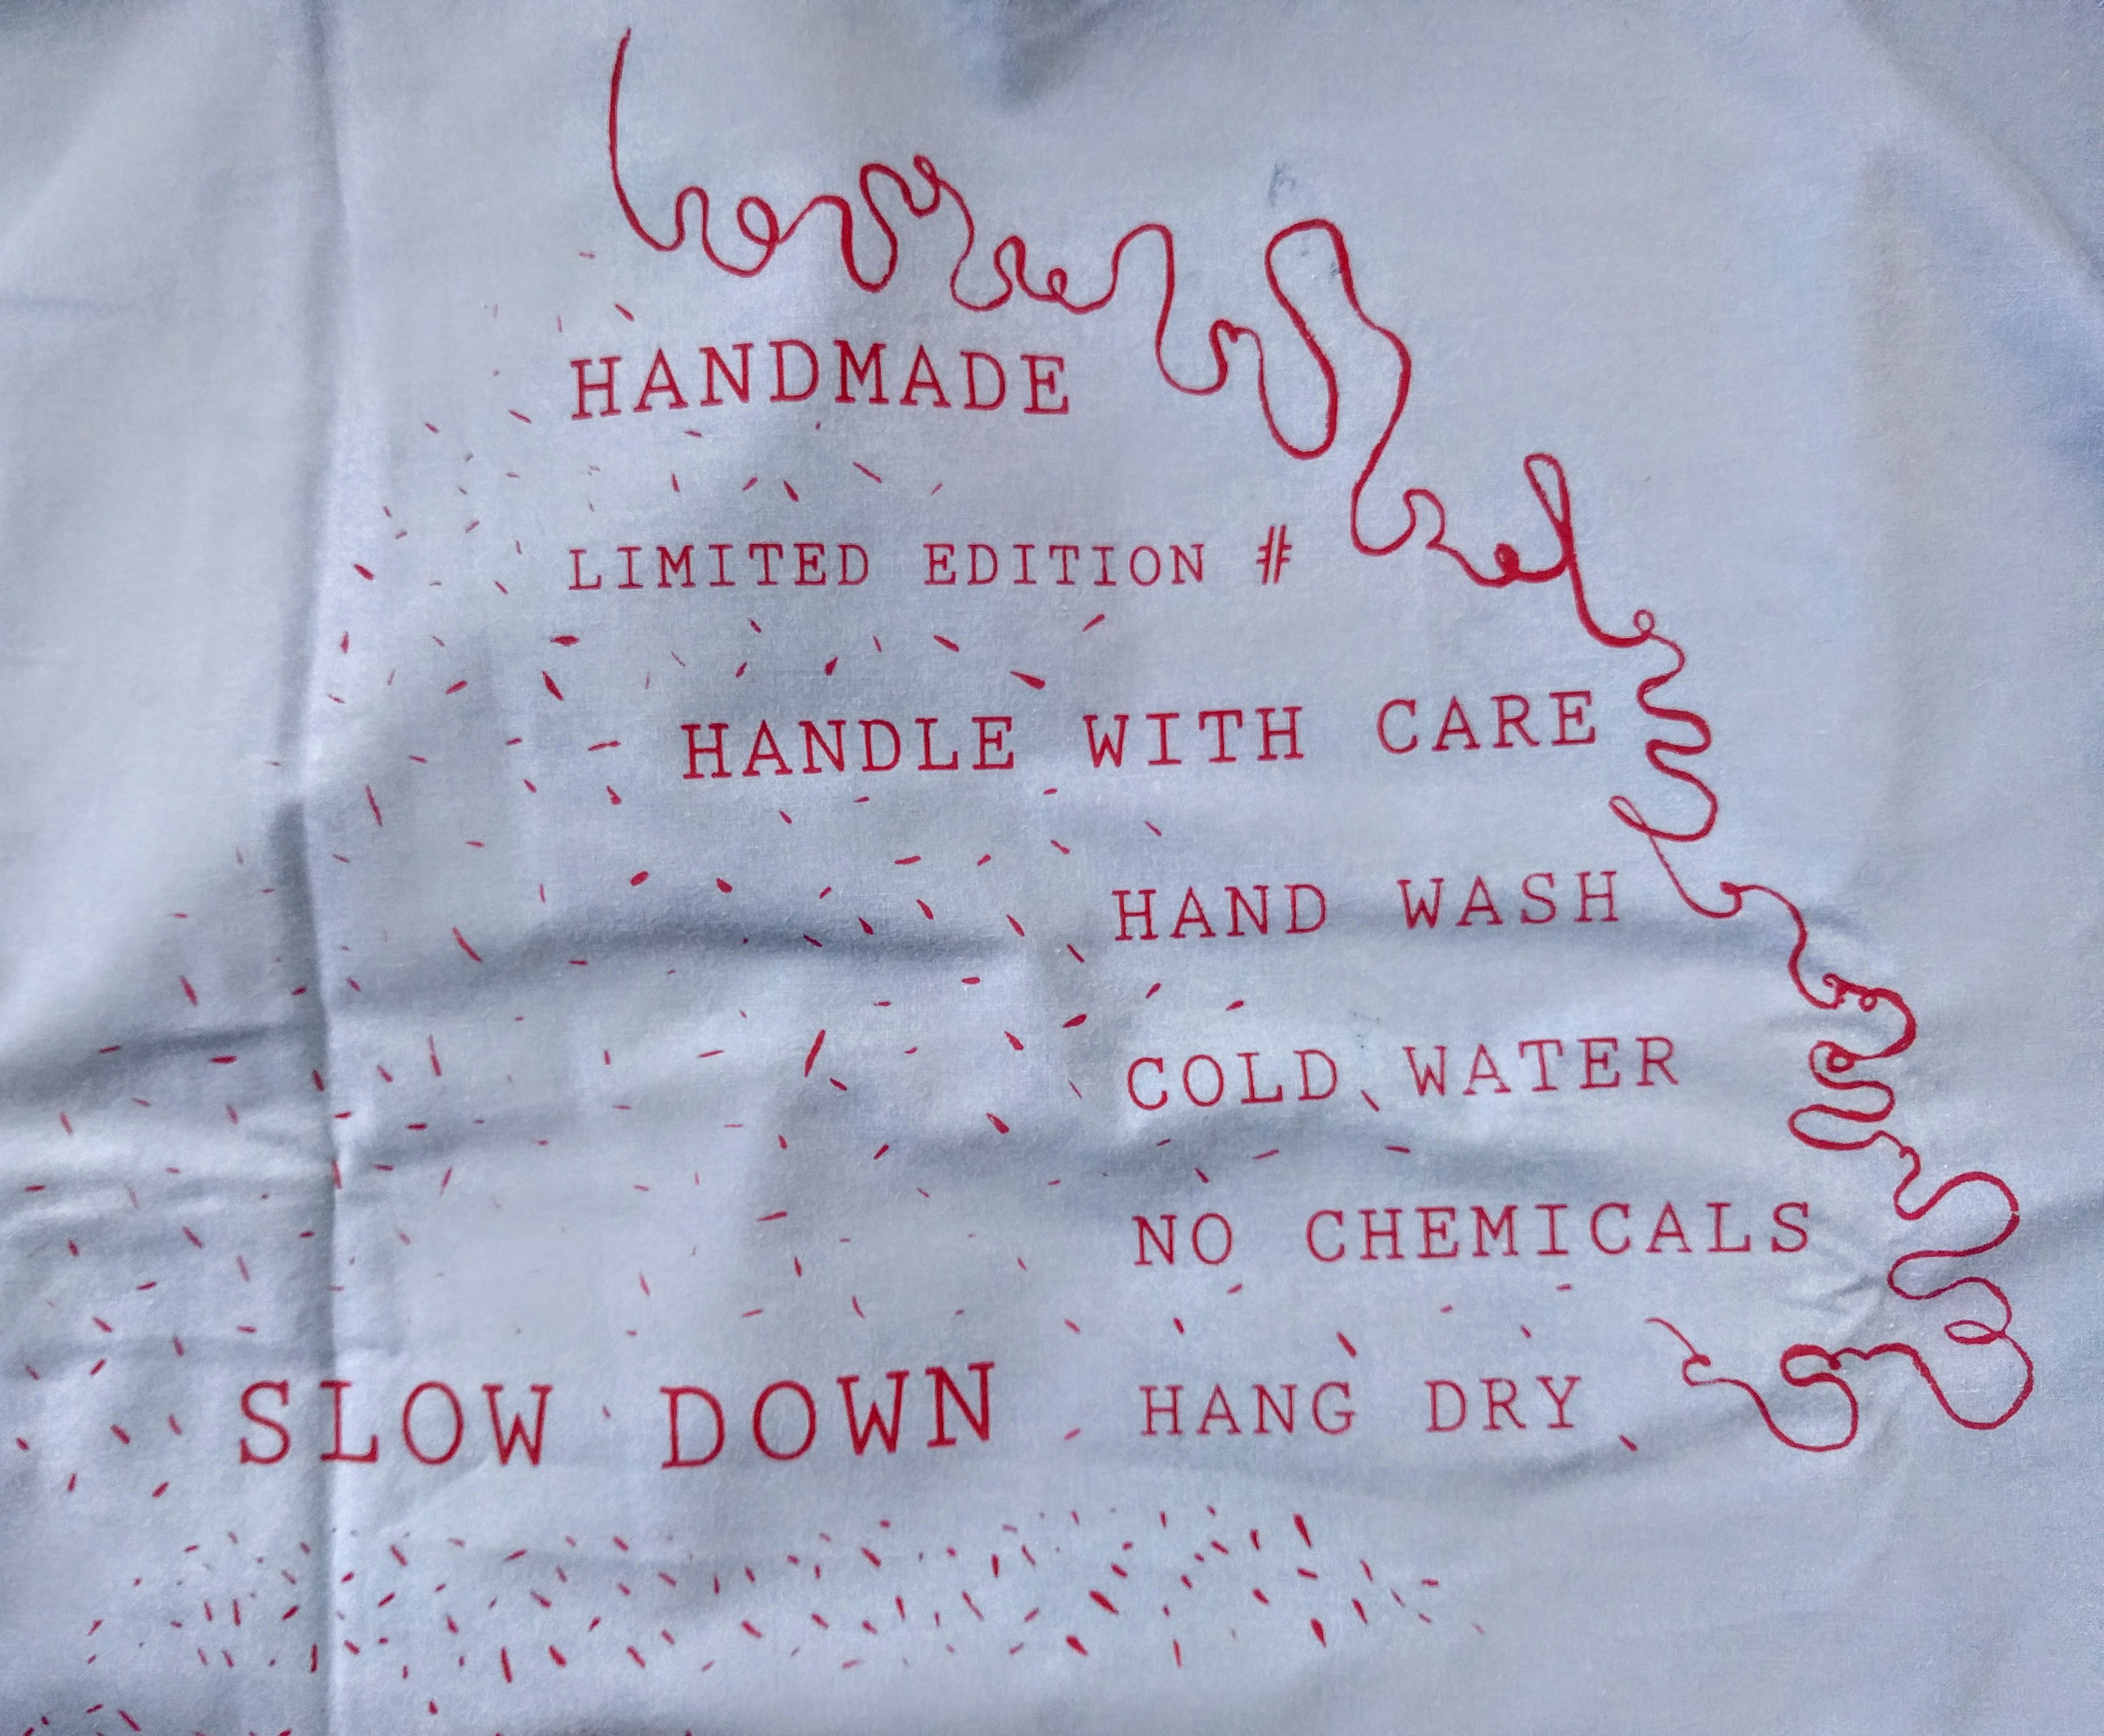 HANDMADE
LIMITED EDITION #
HANDLE WITH CARE
HAND WASH
COLD WATER
NO CHEMICALS
SLOW DOWN HANG DRY